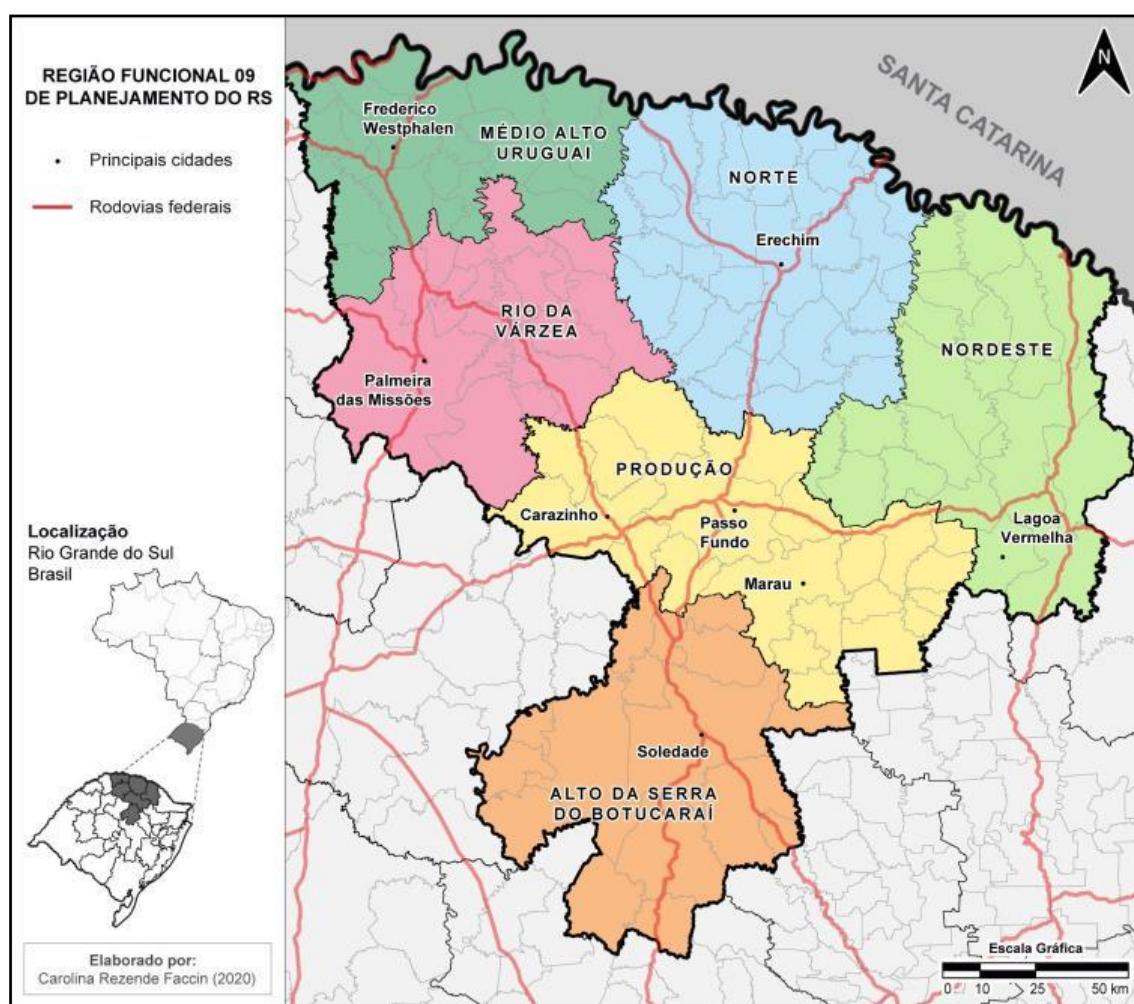 REGIÃO FUNCIONAL 09
DE PLANEJAMENTO DO RS
Principais cidades
Rodovias federais
Localização
Rio Grande do Sul
Brasil
Elaborado por:
Carolina Rezende Faccin (2020)
N
SANTA CATARINA
Frederico
Westphalen
MÉDIO ALTO
URUGUAI
NORTE
Erechim
RIO DA
VÁRZEA
NORDESTE
Palmeira
das Missões
PRODUÇÃO
Carazinho
Passo
Fundo
Lagoa
Vermelha
Marau
Soledade
ALTO DA SERRA
DO BOTUCARAÍ
Escala Gráfica
0 10 25 50 km